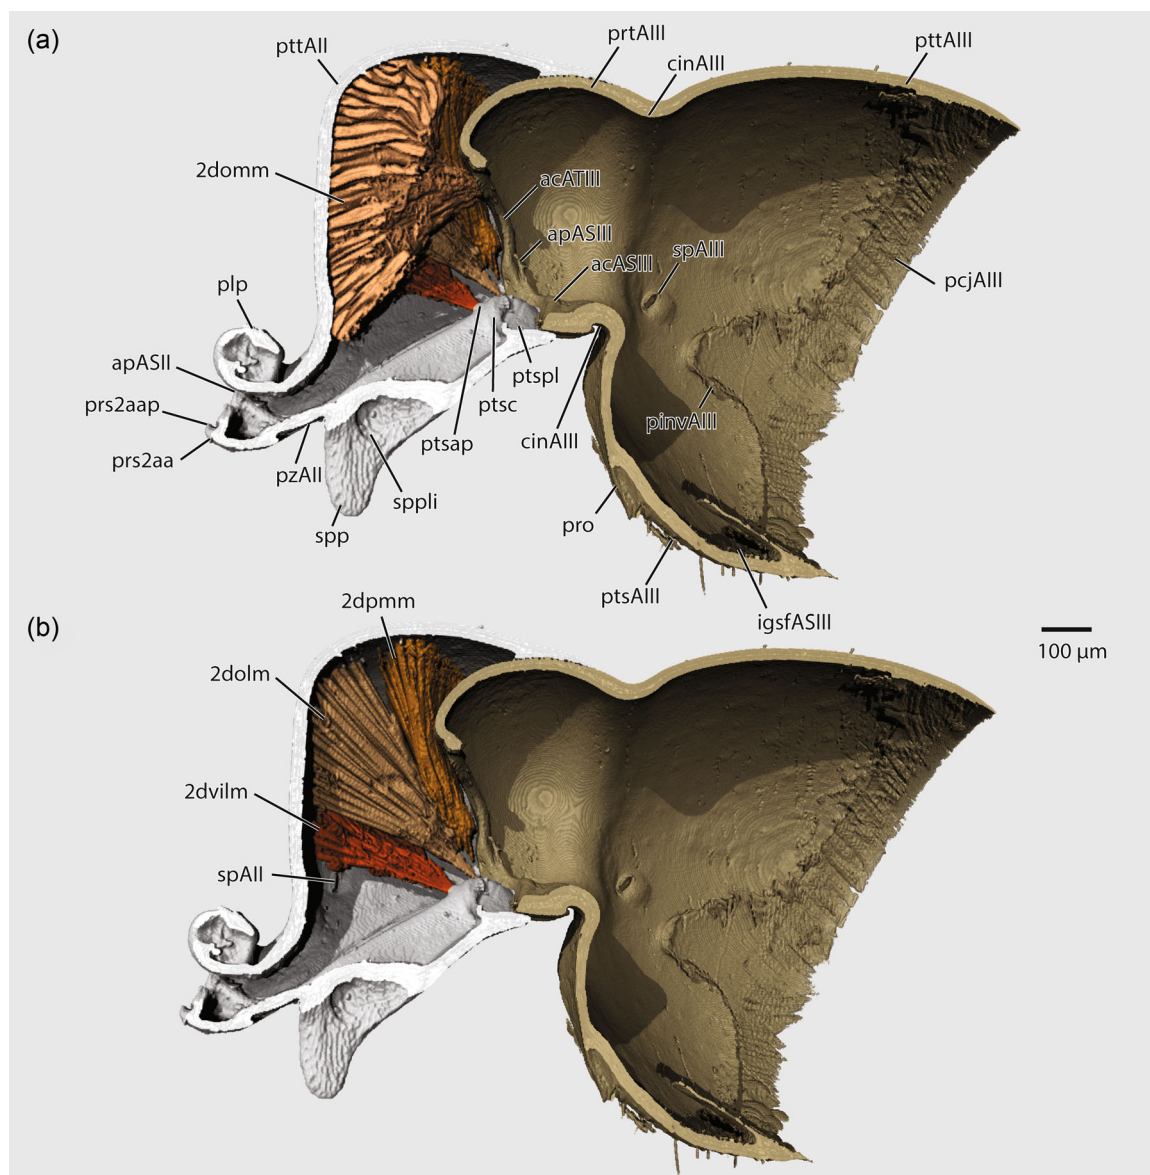 (a)
pttAII
prtAIII
cinAIII
pttAIII
2domm
acATIII
apASIII
acASIII
spAIII
pcjAIII
plp
apASII
prs2aap
prs2aa
pzAII
spp
sppli
ptsap
ptsc
ptspl
cinAIII
pinvAIII
pro
ptsAIII
igsfASIII
(b)
2dpmm
100 µm
2dolm
2dvilm
spAII